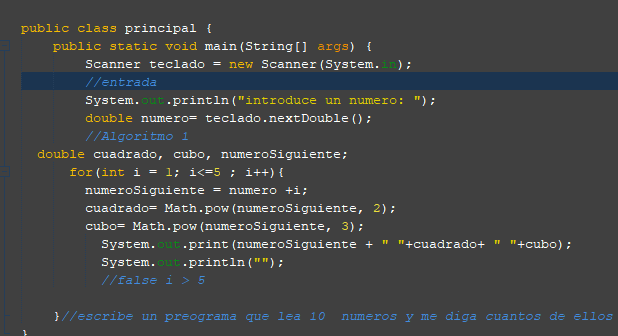 public class principal {
public static void main(String[] args) {
Scanner teclado = new Scanner(System.in);
//entrada
System.out.println("introduce un numero: ");
double numero= teclado.nextDouble();
//Algoritmo 1
double cuadrado, cubo, numeroSiguiente;
for(int i = 1; i<=5 ; i++){
numeroSiguiente = numero +i;
cuadrado= Math.pow(numeroSiguiente, 2);
cubo= Math.pow(numeroSiguiente, 3);
System.out.print(numeroSiguiente + " "+cuadrado+ " "+cubo);
System.out.println("");
//false i > 5
}//escribe un preograma que lea 10  numeros y me diga cuantos de ellos
}